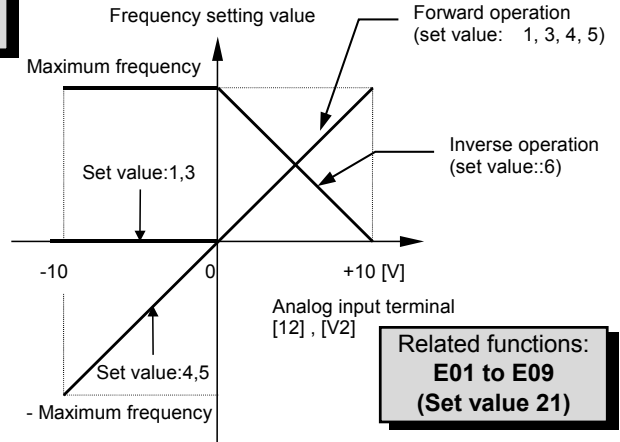 Frequency setting value
Forward operation
(set value: 1, 3, 4, 5)
Maximum frequency
Inverse operation
(set value::6)
Set value:1,3
-10
0
+10 [V]
Analog input terminal
[12] , [V2]
Set value:4,5
- Maximum frequency
Related functions:
E01 to E09
(Set value 21)